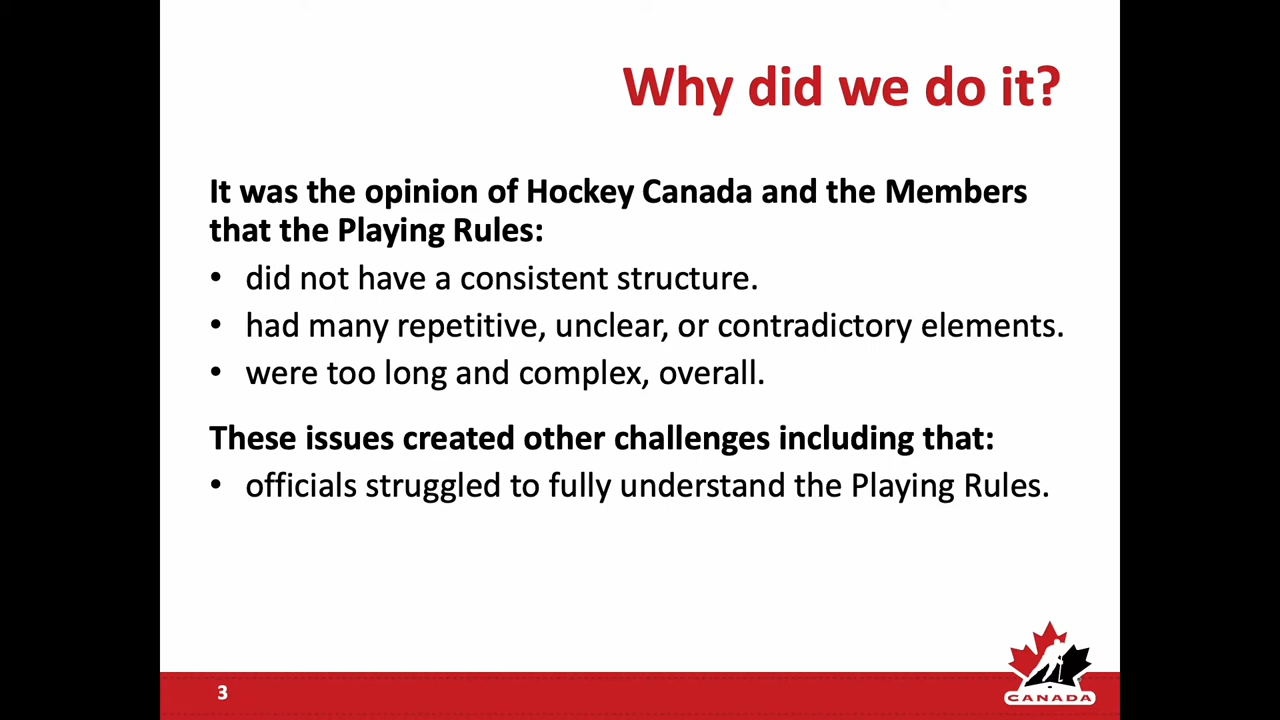 Why did we do it?
It was the opinion of Hockey Canada and the Members
that the Playing Rules:
• did not have a consistent structure.
• had many repetitive, unclear, or contradictory elements.
• were too long and complex, overall.
These issues created other challenges including that:
• officials struggled to fully understand the Playing Rules.
3
CANADA